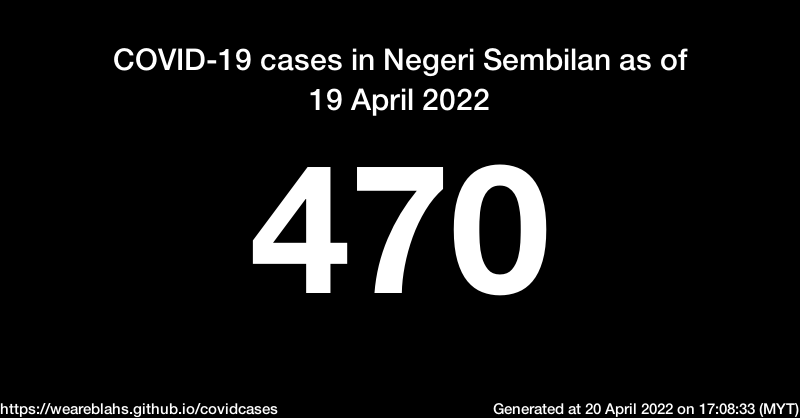 COVID-19 cases in Negeri Sembilan as of
19 April 2022
470
https://weareblahs.github.io/covidcases
Generated at 20 April 2022 on 17:08:33 (MYT)